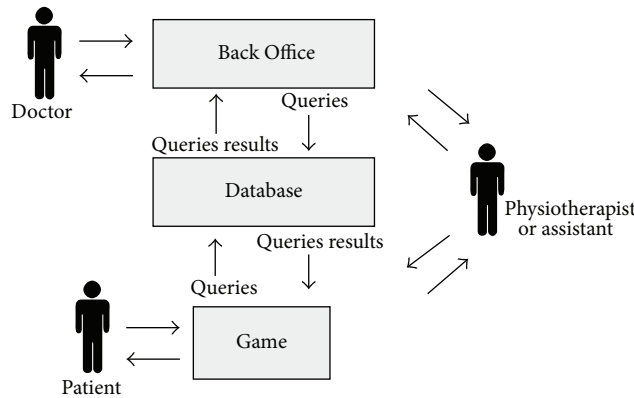 Back Office
Doctor
Queries
Queries results
Database
Physiotherapist
or assistant
Queries results
Queries
Game
Patient